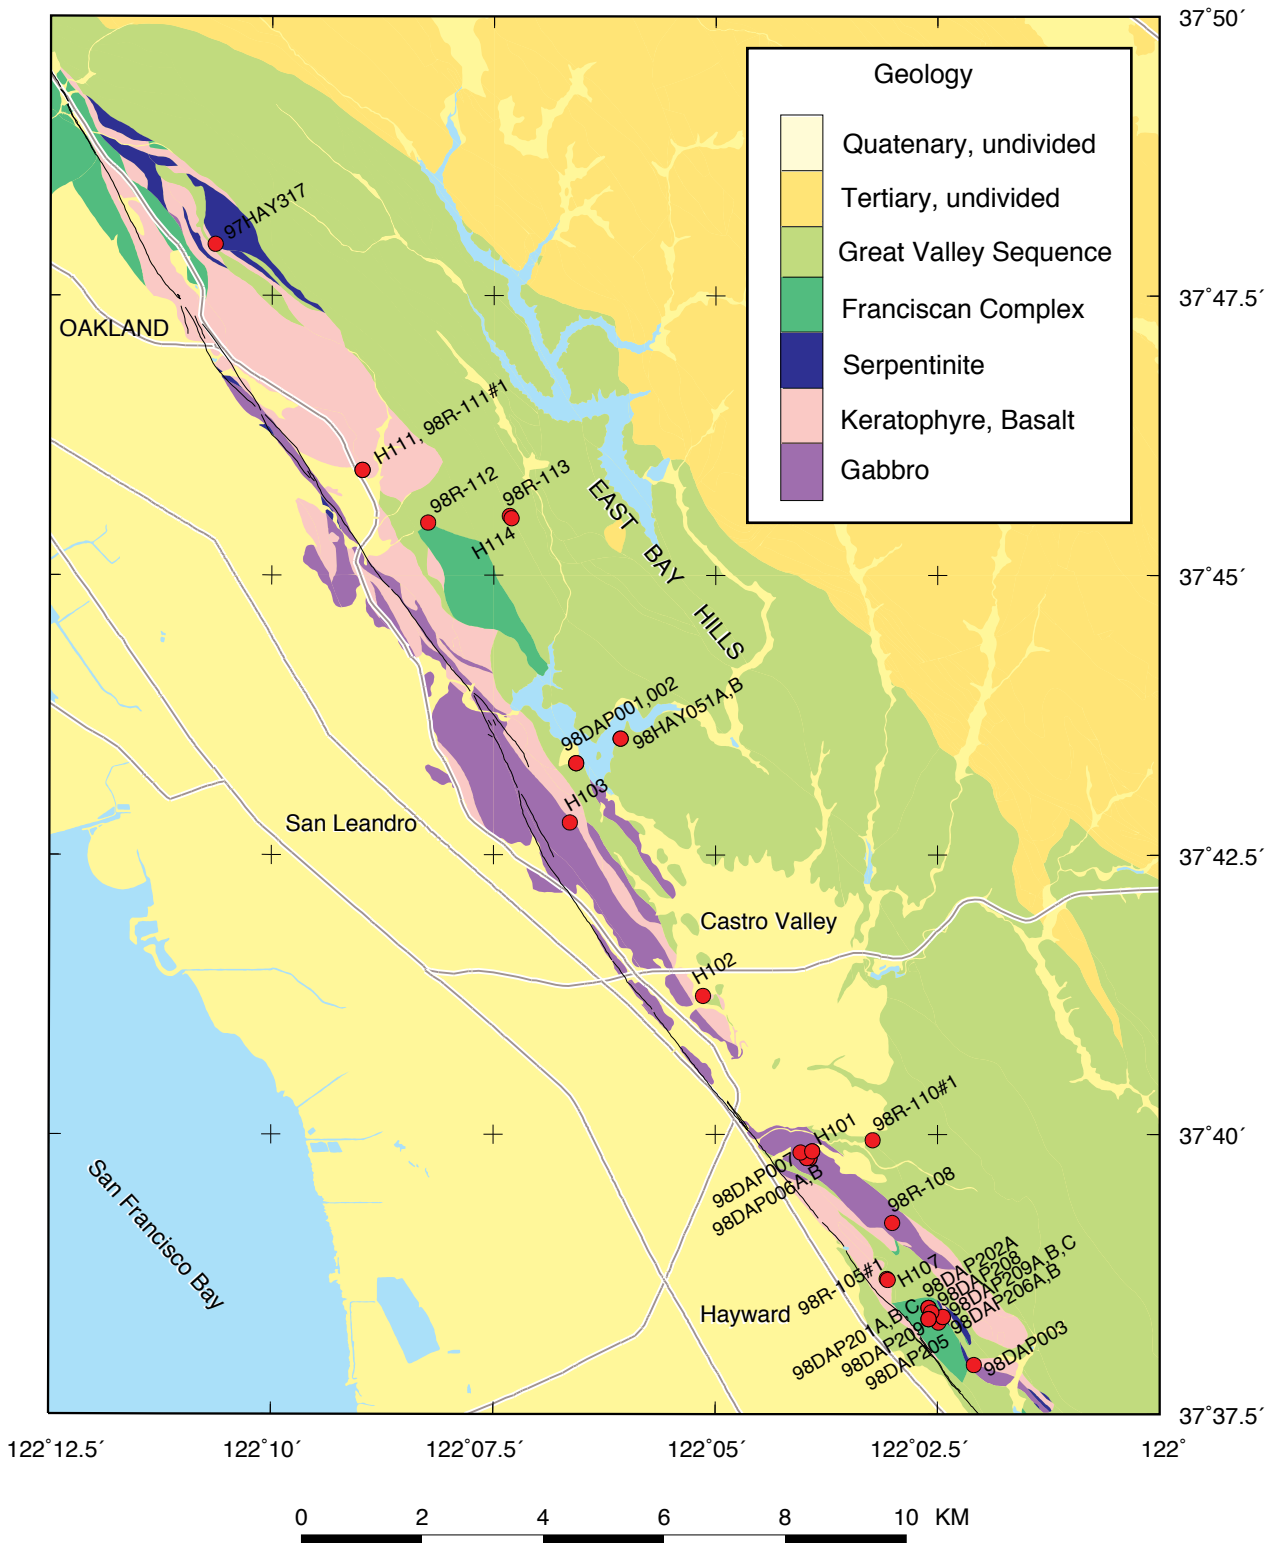 37˚50´
Geology
Quatenary, undivided
Tertiary, undivided
Great Valley Sequence
Franciscan Complex
Serpentinite
Keratophyre, Basalt
Gabbro
97HAY317
37˚47.5´
OAKLAND
H111, 98R-111#1
98R-112
98R-113
H114
EAST
BAY
HILLS
37˚45´
98DAP001,002
98HAY051A,B
H103
San Leandro
37˚42.5´
Castro Valley
H102
98R-110#1
H101
37˚40´
98DAP007
98DAP006A,B
98R-108
San Francisco Bay
98R-105#1
H107
98DAP202A
98DAP208
98DAP209A,B,C
98DAP206A,B
Hayward
98DAP201A,B,C
98DAP209
98DAP205
98DAP003
37˚37.5´
122˚12.5´ 122˚10´ 122˚07.5´ 122˚05´ 122˚02.5´ 122˚
0 2 4 6 8 10 KM